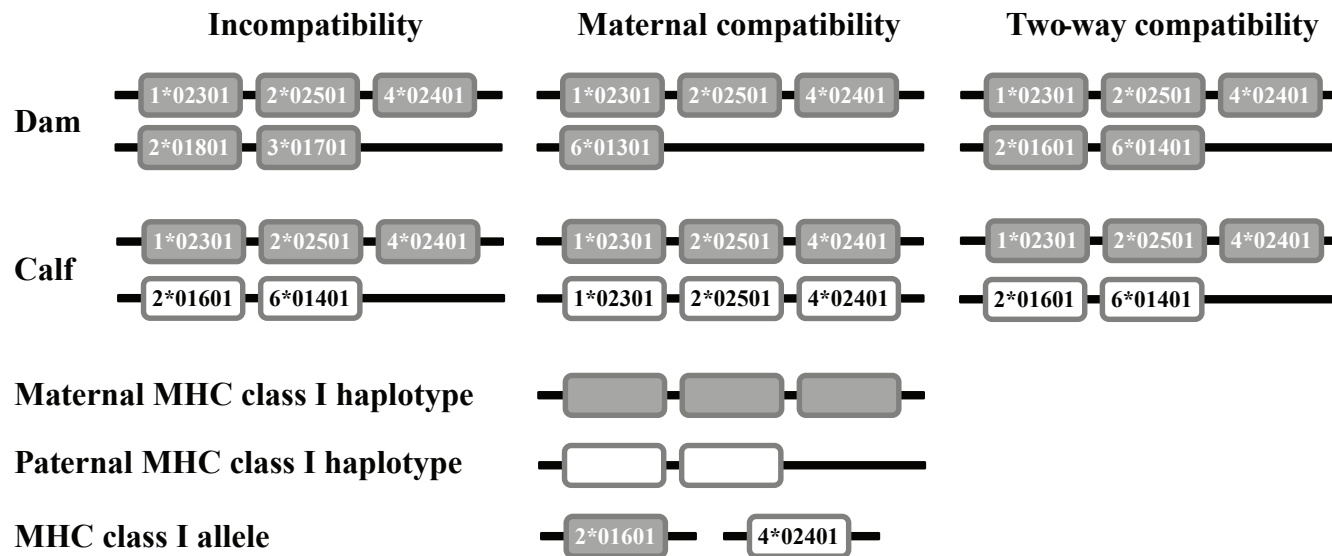 Incompatibility Maternal compatibility Two-way compatibility
Dam
1*02301 2*02501 4*02401 1*02301 2*02501 4*02401 1*02301 2*02501 4*02401
2*01801 3*01701 6*01301 2*01601 6*01401
Calf
1*02301 2*02501 4*02401 1*02301 2*02501 4*02401 1*02301 2*02501 4*02401
2*01601 6*01401 1*02301 2*02501 4*02401 2*01601 6*01401
Maternal MHC class I haplotype
Paternal MHC class I haplotype
MHC class I allele 2*01601 4*02401